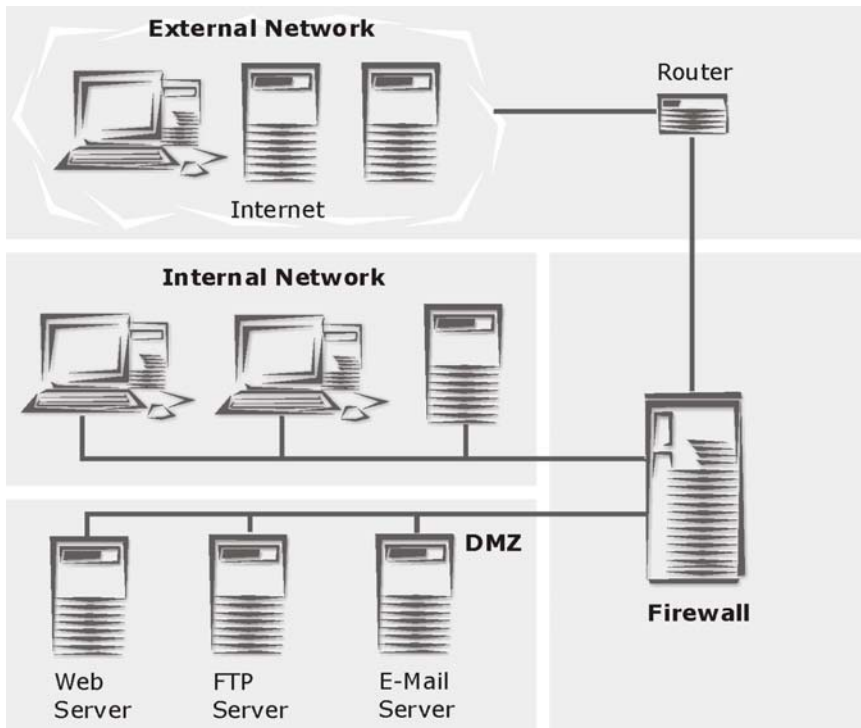 External Network
Router
Internet
Internal Network
DMZ
Firewall
Web
Server
FTP
Server
E-Mail
Server